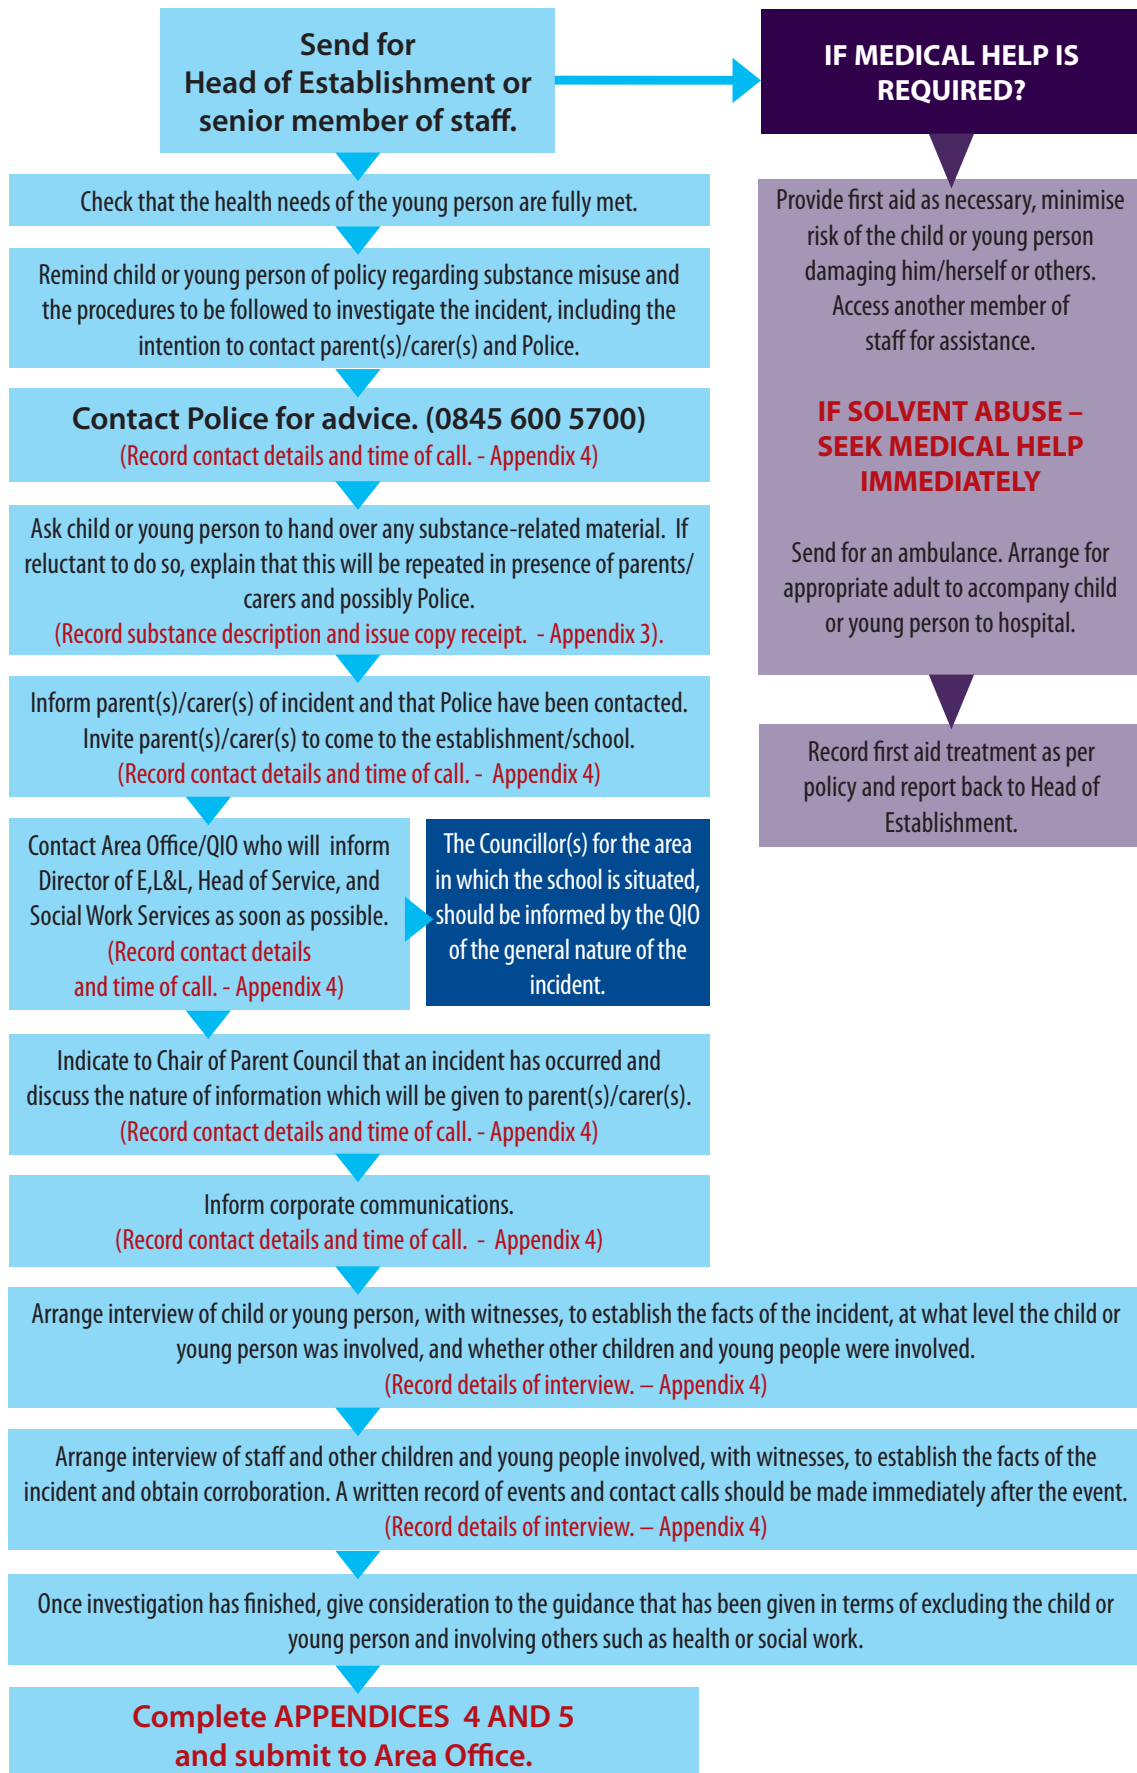 Send for
Head of Establishment or
senior member of staff.
IF MEDICAL HELP IS
REQUIRED?
Check that the health needs of the young person are fully met.
Remind child or young person of policy regarding substance misuse and
the procedures to be followed to investigate the incident, including the
intention to contact parent(s)/carer(s) and Police.
Contact Police for advice. (0845 600 5700)
(Record contact details and time of call. - Appendix 4)
Ask child or young person to hand over any substance-related material. If
reluctant to do so, explain that this will be repeated in presence of parents/
carers and possibly Police.
(Record substance description and issue copy receipt. - Appendix 3).
Inform parent(s)/carer(s) of incident and that Police have been contacted.
Invite parent(s)/carer(s) to come to the establishment/school.
(Record contact details and time of call. - Appendix 4)
Provide first aid as necessary, minimise
risk of the child or young person
damaging him/herself or others.
Access another member of
staff for assistance.
IF SOLVENT ABUSE –
SEEK MEDICAL HELP
IMMEDIATELY
Send for an ambulance. Arrange for
appropriate adult to accompany child
or young person to hospital.
Record first aid treatment as per
policy and report back to Head of
Establishment.
Contact Area Office/QIO who will inform
Director of E,L&L, Head of Service, and
Social Work Services as soon as possible.
(Record contact details
and time of call. - Appendix 4)
The Councillor(s) for the area
in which the school is situated,
should be informed by the QIO
of the general nature of the
incident.
Indicate to Chair of Parent Council that an incident has occurred and
discuss the nature of information which will be given to parent(s)/carer(s).
(Record contact details and time of call. - Appendix 4)
Inform corporate communications.
(Record contact details and time of call. - Appendix 4)
Arrange interview of child or young person, with witnesses, to establish the facts of the incident, at what level the child or
young person was involved, and whether other children and young people were involved.
(Record details of interview. – Appendix 4)
Arrange interview of staff and other children and young people involved, with witnesses, to establish the facts of the
incident and obtain corroboration. A written record of events and contact calls should be made immediately after the event.
(Record details of interview. – Appendix 4)
Once investigation has finished, give consideration to the guidance that has been given in terms of excluding the child or
young person and involving others such as health or social work.
Complete APPENDICES 4 AND 5
and submit to Area Office.